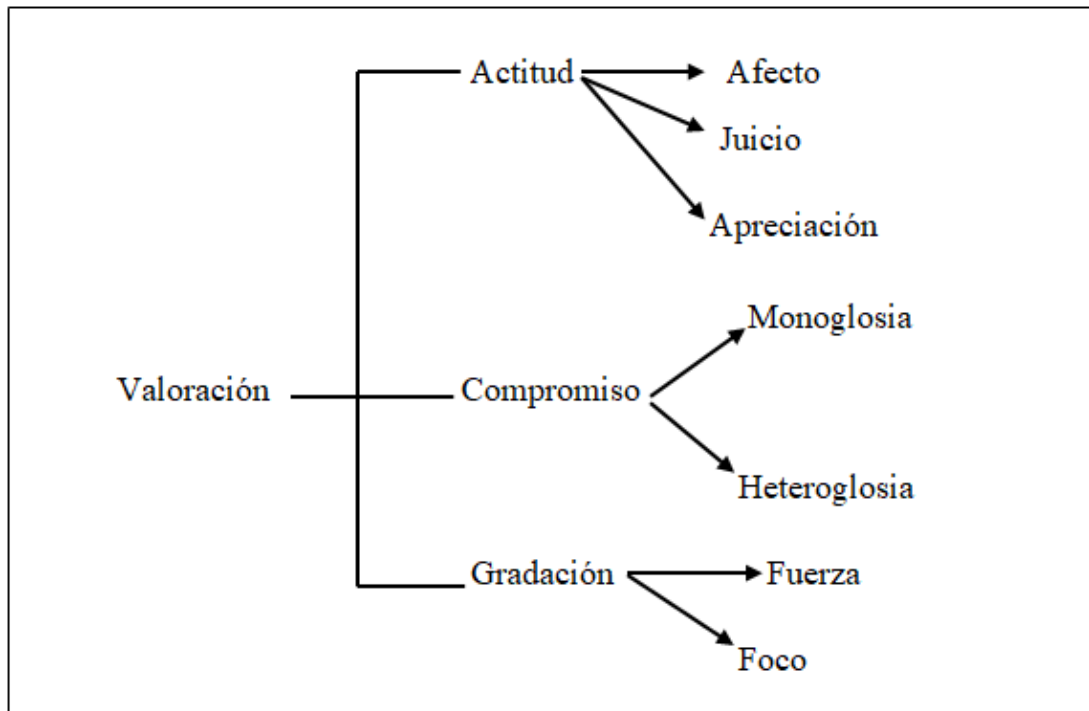 Actitud
Afecto
Juicio
Apreciación
Monoglosia
Valoración
Compromiso
Heteroglosia
Gradación
Fuerza
Foco